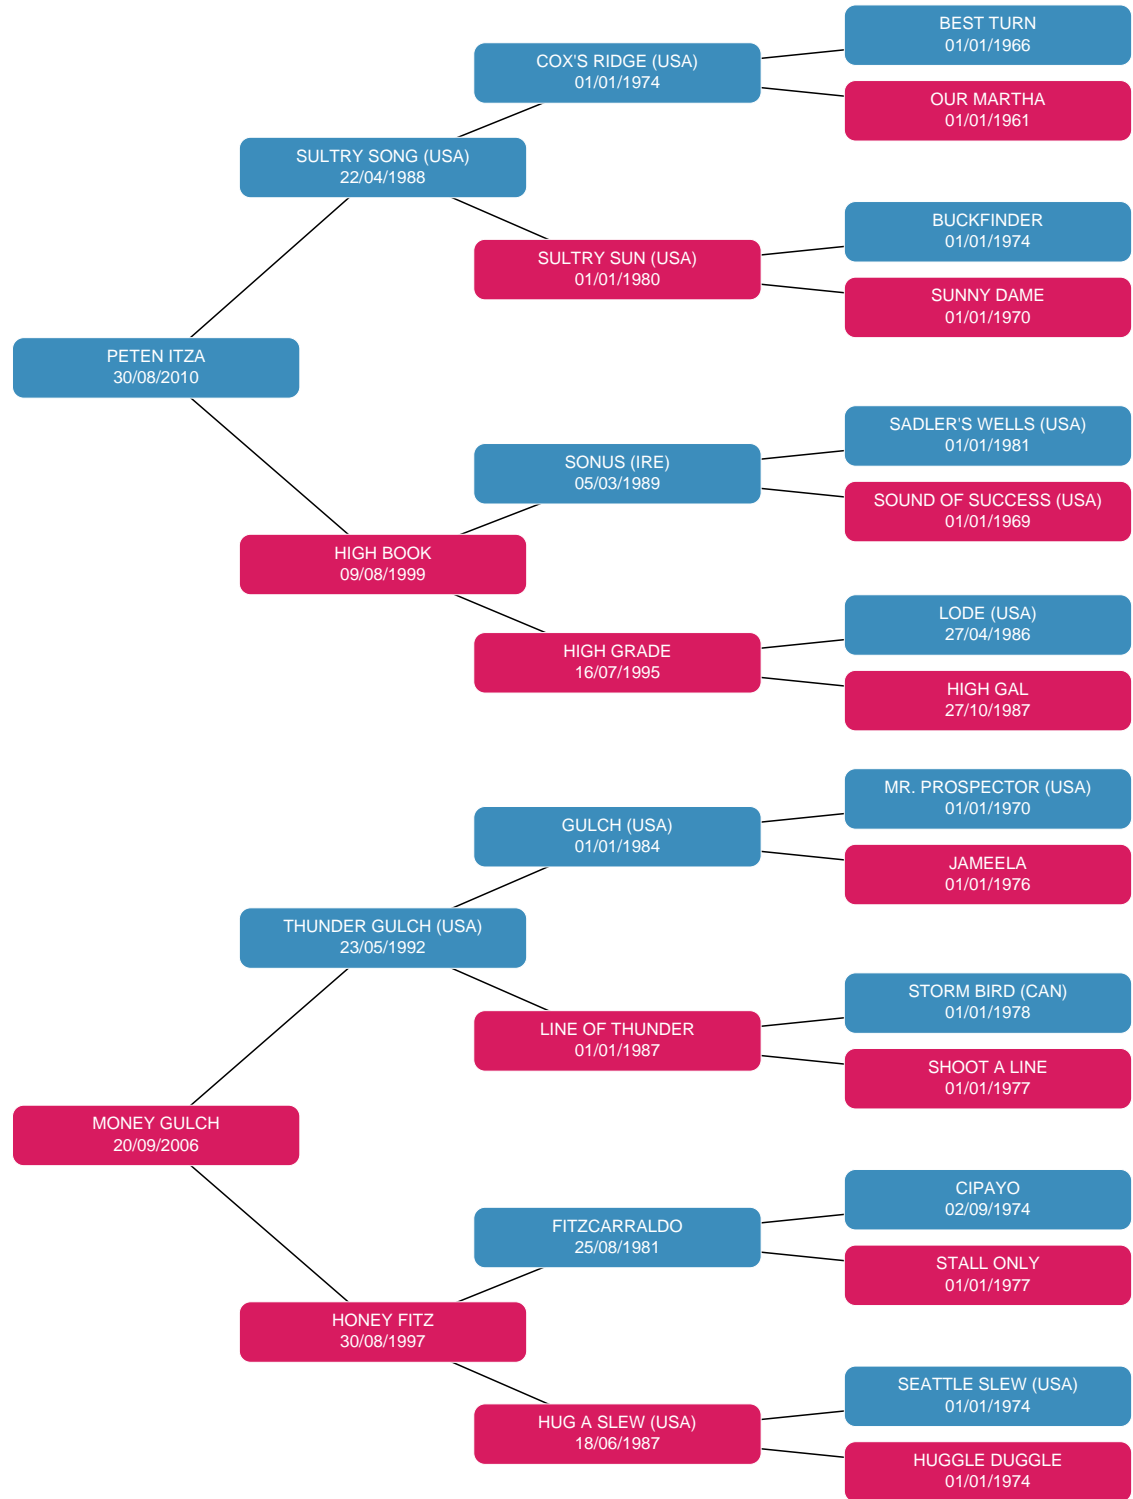 BEST TURN
01/01/1966
COX'S RIDGE (USA)
01/01/1974
OUR MARTHA
01/01/1961
SULTRY SONG (USA)
22/04/1988
BUCKFINDER
01/01/1974
SULTRY SUN (USA)
01/01/1980
SUNNY DAME
01/01/1970
PETEN ITZA
30/08/2010
SADLER'S WELLS (USA)
01/01/1981
SONUS (IRE)
05/03/1989
SOUND OF SUCCESS (USA)
01/01/1969
HIGH BOOK
09/08/1999
LODE (USA)
27/04/1986
HIGH GRADE
16/07/1995
HIGH GAL
27/10/1987
MR. PROSPECTOR (USA)
01/01/1970
GULCH (USA)
01/01/1984
JAMEELA
01/01/1976
THUNDER GULCH (USA)
23/05/1992
STORM BIRD (CAN)
01/01/1978
LINE OF THUNDER
01/01/1987
SHOOT A LINE
01/01/1977
MONEY GULCH
20/09/2006
CIPAYO
02/09/1974
FITZCARRALDO
25/08/1981
STALL ONLY
01/01/1977
HONEY FITZ
30/08/1997
SEATTLE SLEW (USA)
01/01/1974
HUG A SLEW (USA)
18/06/1987
HUGGLE DUGGLE
01/01/1974